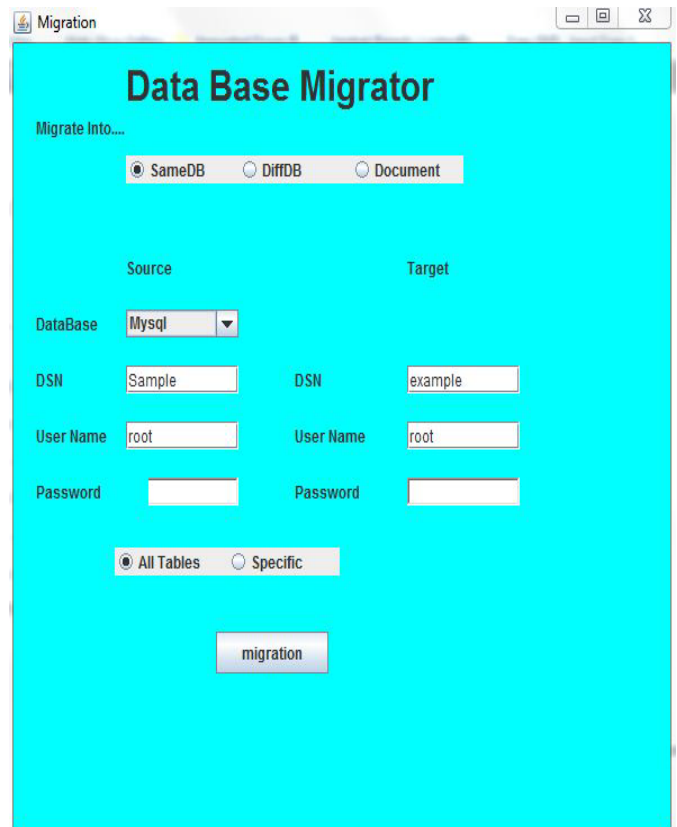 Migration
Data Base Migrator
Migrate Into....
SameDB DiffDB Document
Source Target
DataBase Mysql
DSN Sample DSN example
User Name root User Name root
Password Password
All Tables Specific
migration